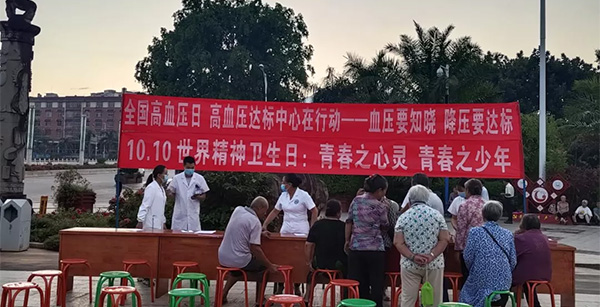 全国高血压日 高血压达标中心在行动——血压要知晓 降压要达标
10.10世界精神卫生日：青春之心灵 青春之少年